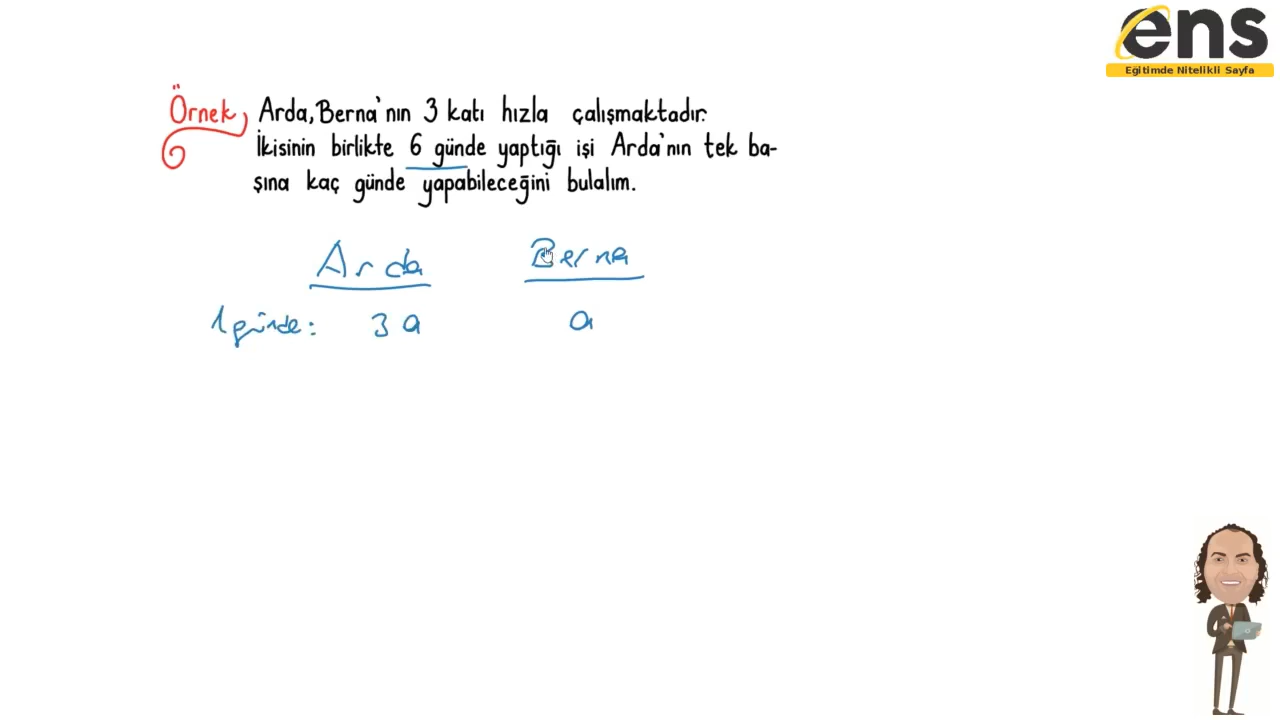 ens
Eğitimde Nitelikli Sayfa
Örnek Arda, Berna'nın 3 katı hızla çalışmaktadır.
İkisinin birlikte 6 günde yaptığı işi Arda'nın tek ba-
şına kaç günde yapabileceğini bulalım.
Arda Berna
1 günde: 3a a